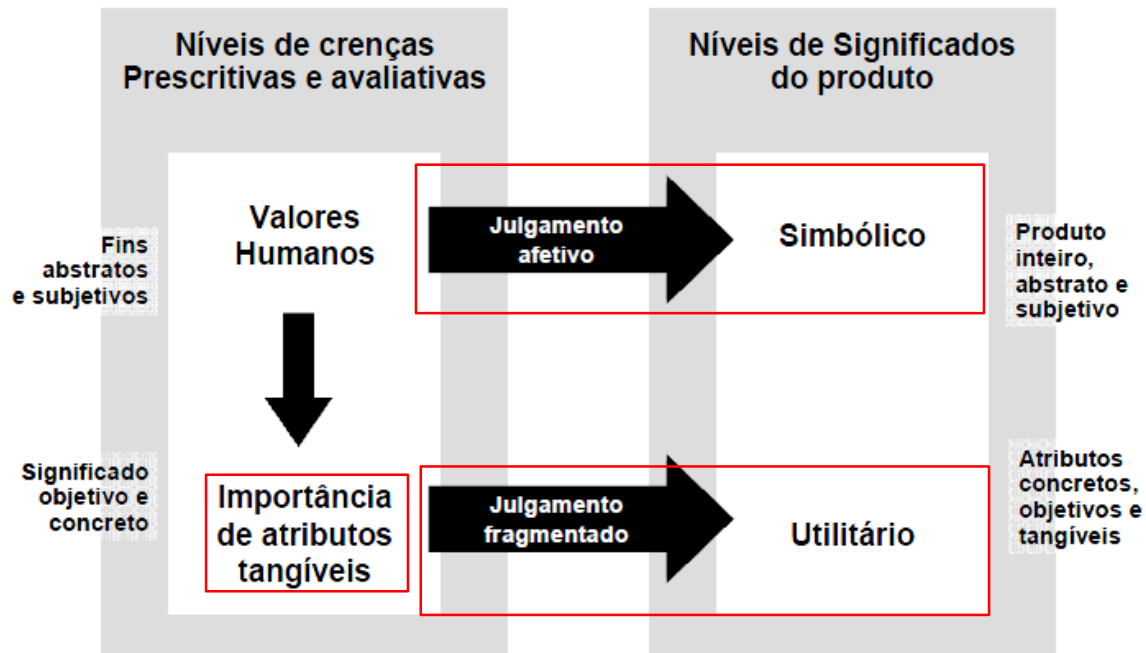 Níveis de crenças
Prescritivas e avaliativas
Níveis de Significados
do produto
Fins
abstratos
e subjetivos
Valores
Humanos
Julgamento
afetivo
Simbólico
Produto
inteiro,
abstrato e
subjetivo
Significado
objetivo e
concreto
Importância
de atributos
tangíveis
Julgamento
fragmentado
Utilitário
Atributos
concretos,
objetivos e
tangíveis